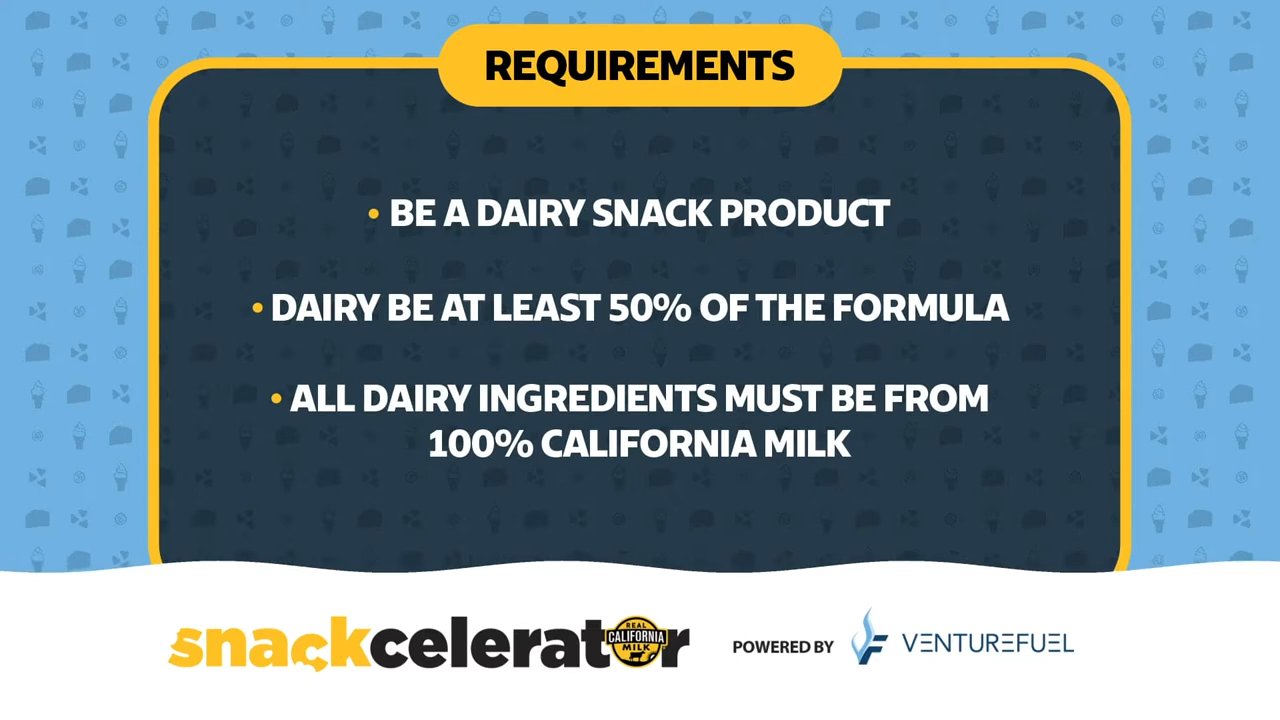 REQUIREMENTS
• BE A DAIRY SNACK PRODUCT
• DAIRY BE AT LEAST 50% OF THE FORMULA
• ALL DAIRY INGREDIENTS MUST BE FROM
100% CALIFORNIA MILK
snackcelerator
REAL
CALIFORNIA
MILK
POWERED BY
VENTUREFUEL